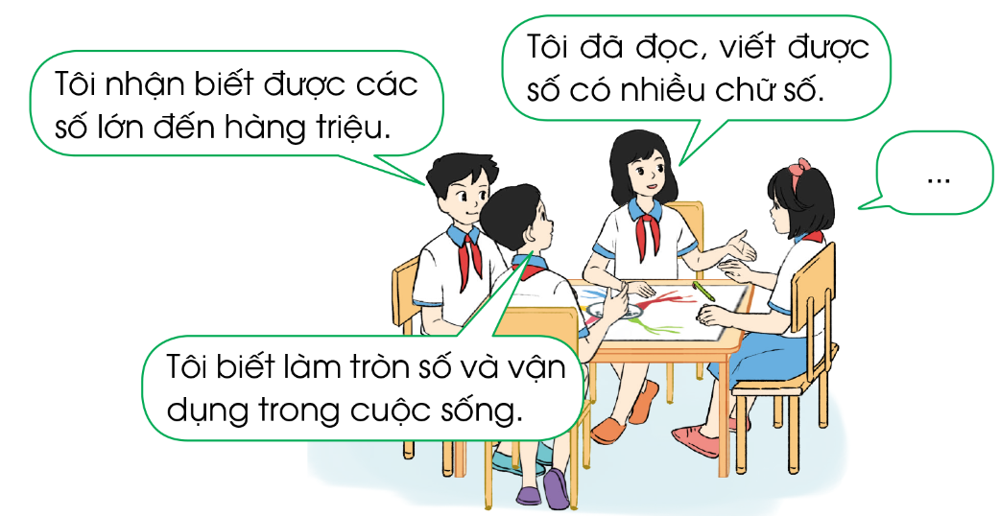 Tôi nhận biết được các
số lớn đến hàng triệu.
Tôi đã đọc, viết được
số có nhiều chữ số.
...
Tôi biết làm tròn số và vận
dụng trong cuộc sống.